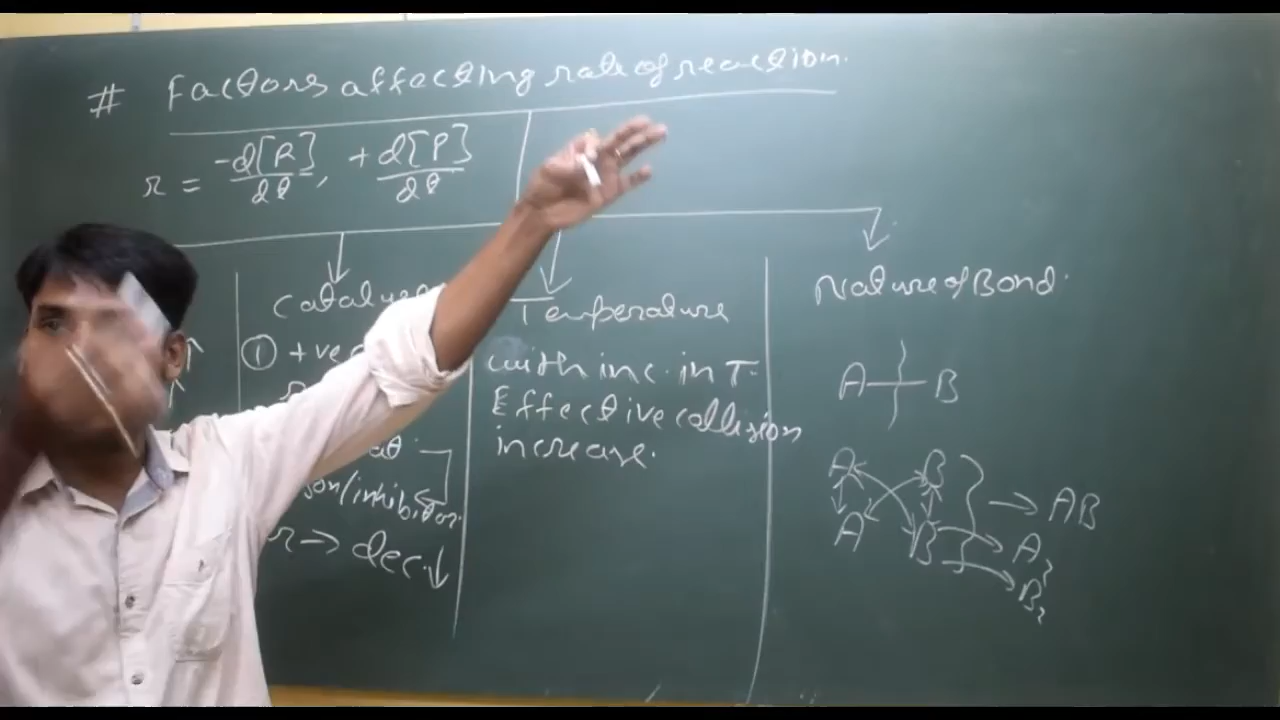 # Factors affecting rate of reaction.
r = -d[R]/dt, + d[P]/dt
① +ve
inhibitor.
r → dec. ↓
Temperature
with inc. in T-
Effective collision
increase.
Nature of Bond.
A—B
A B
A B → AB
A₂
B₂